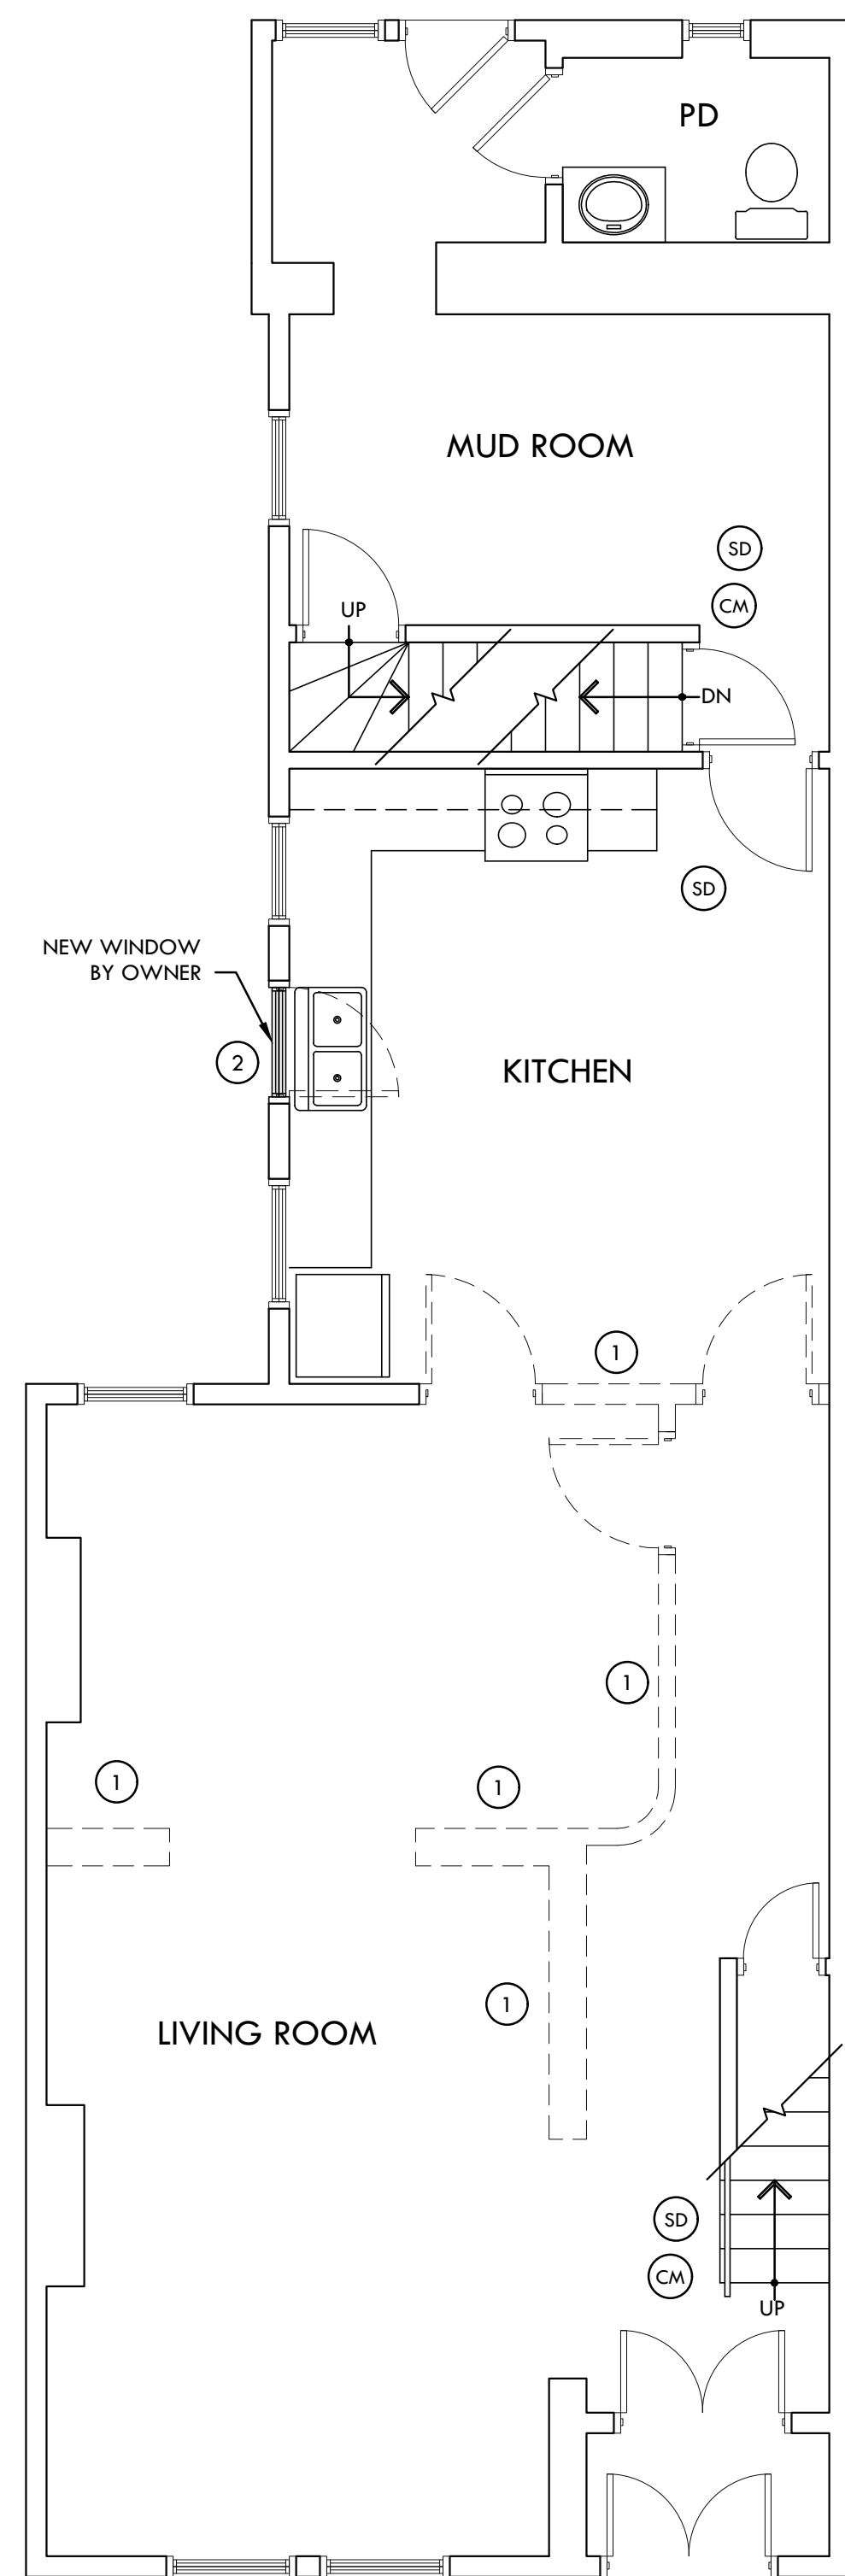 PD
MUD ROOM
SD
CM
UP
DN
SD
NEW WINDOW
BY OWNER
2
KITCHEN
1
1
1
1
1
LIVING ROOM
SD
CM
UP